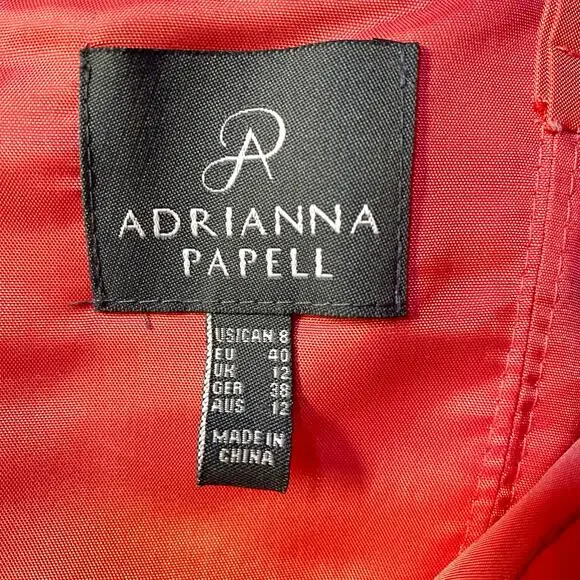 AP
ADRIANNA
PAPELL
US/CAN 8
EU 40
UK 12
GER 38
AUS 12
MADE IN
CHINA